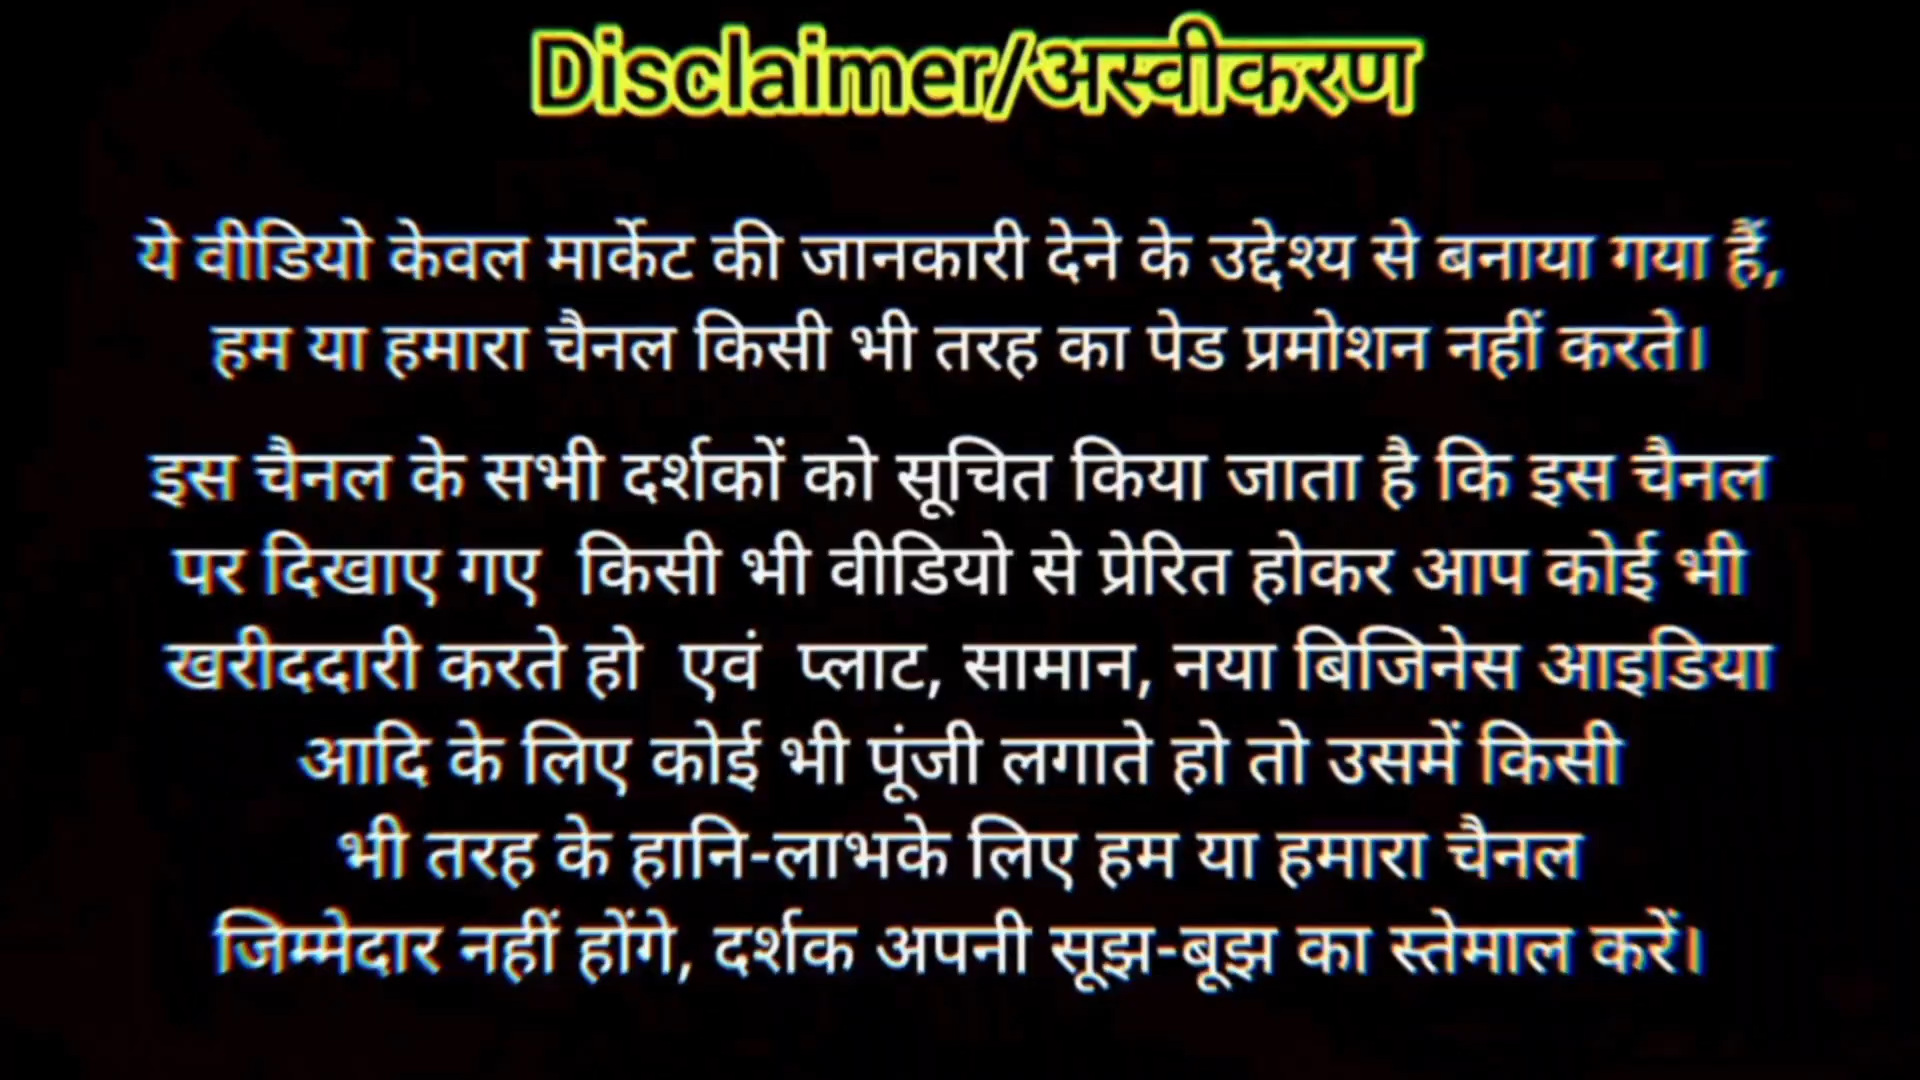 Disclaimer/अस्वीकरण
ये वीडियो केवल मार्केट की जानकारी देने के उद्देश्य से बनाया गया हैं,
हम या हमारा चैनल किसी भी तरह का पेड प्रमोशन नहीं करते।
इस चैनल के सभी दर्शकों को सूचित किया जाता है कि इस चैनल
पर दिखाए गए किसी भी वीडियो से प्रेरित होकर आप कोई भी
खरीददारी करते हो एवं प्लाट, सामान, नया बिजिनेस आइडिया
आदि के लिए कोई भी पूंजी लगाते हो तो उसमें किसी
भी तरह के हानि-लाभके लिए हम या हमारा चैनल
जिम्मेदार नहीं होंगे, दर्शक अपनी सूझ-बूझ का स्तेमाल करें।